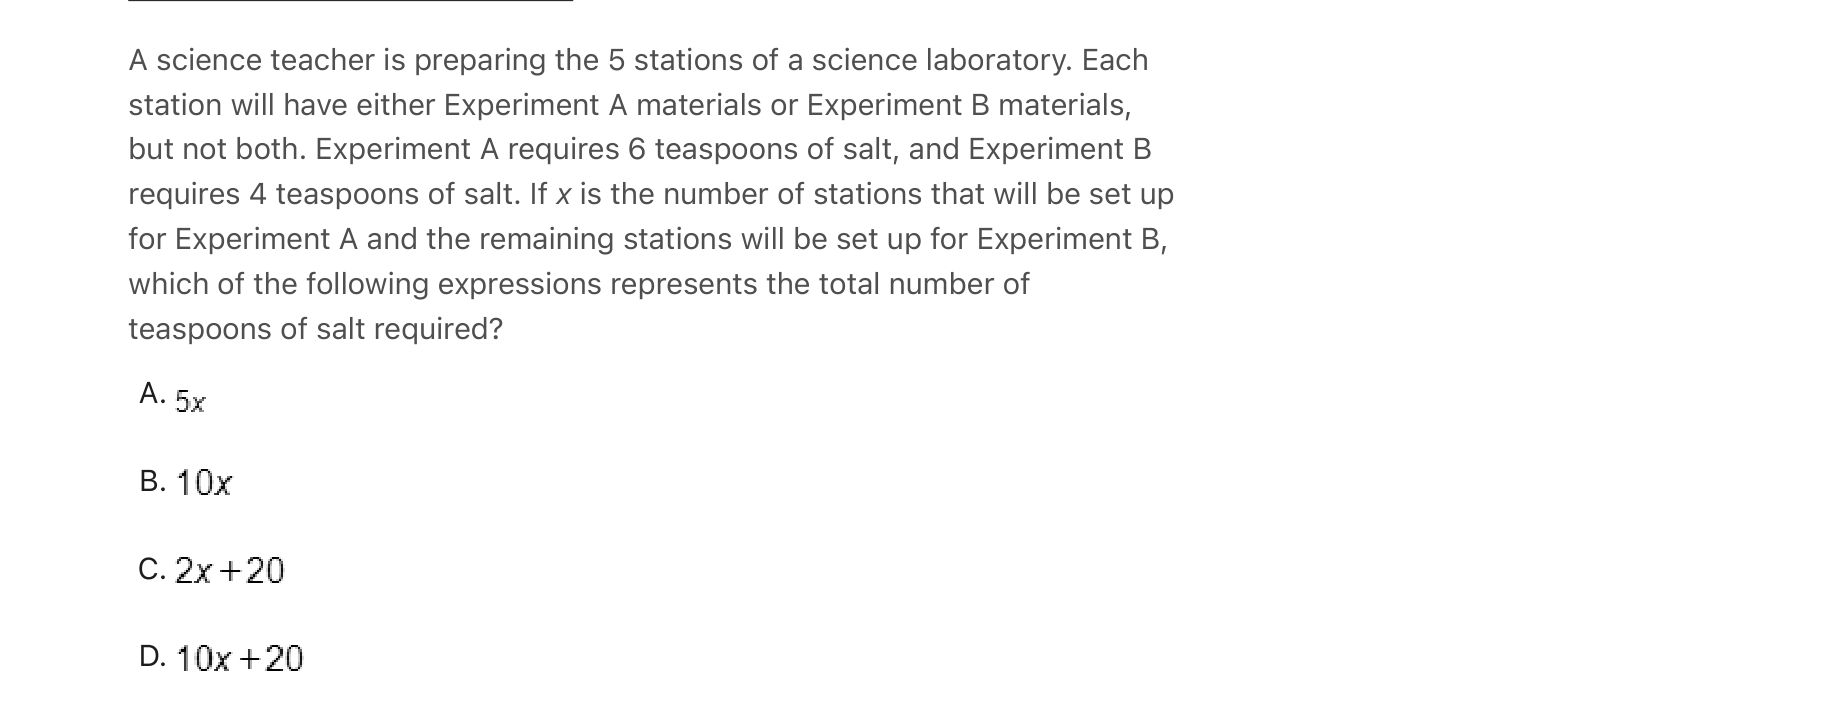 A science teacher is preparing the 5 stations of a science laboratory. Each
station will have either Experiment A materials or Experiment B materials,
but not both. Experiment A requires 6 teaspoons of salt, and Experiment B
requires 4 teaspoons of salt. If x is the number of stations that will be set up
for Experiment A and the remaining stations will be set up for Experiment B,
which of the following expressions represents the total number of
teaspoons of salt required?
A. 5x
B. 10x
C. 2x+20
D. 10x+20